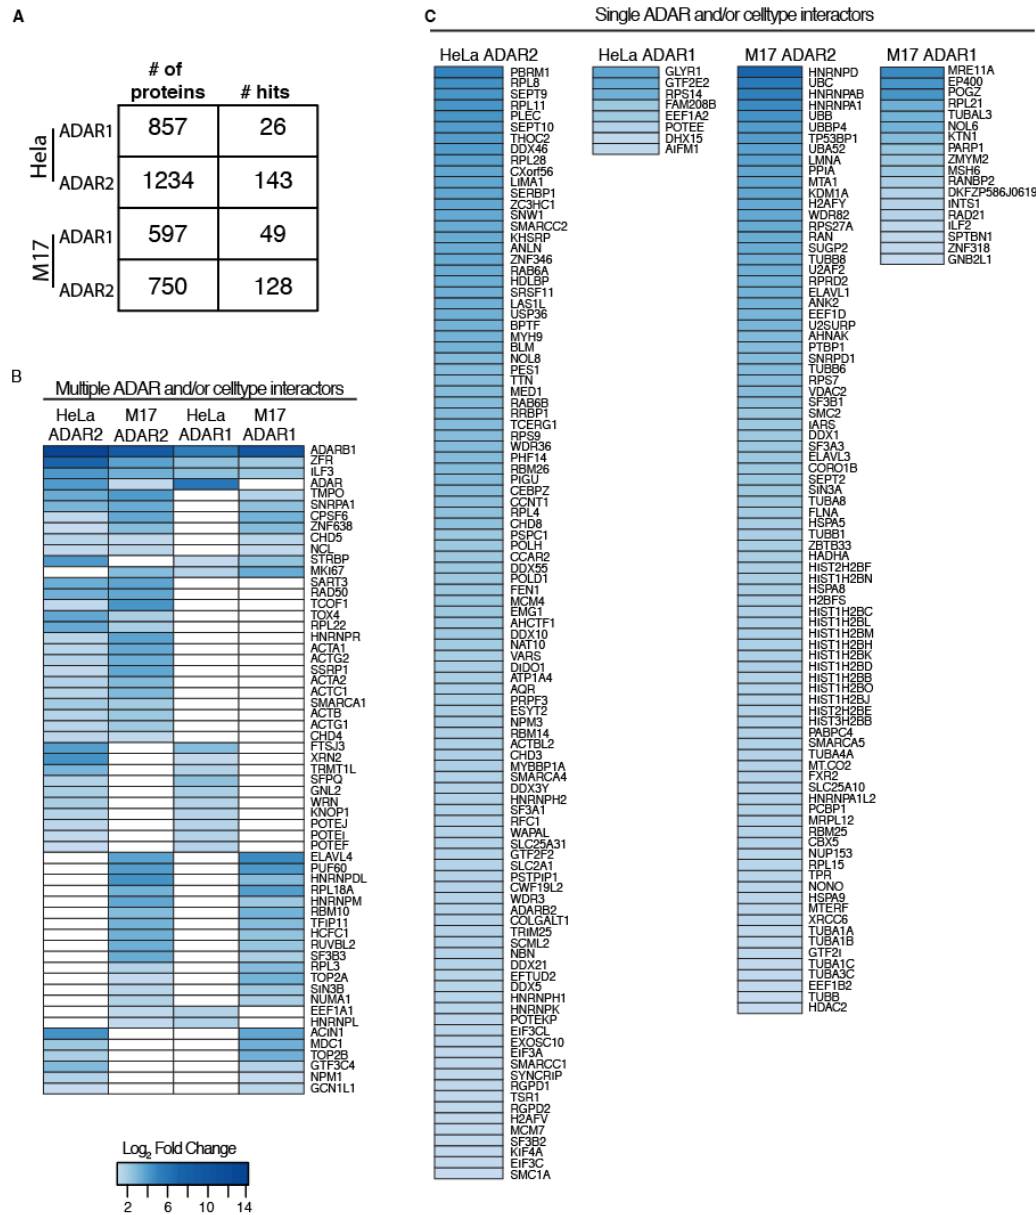 A
# of
proteins # hits
Hela
ADAR1 857 26
ADAR2 1234 143
M17
ADAR1 597 49
ADAR2 750 128
B
Multiple ADAR and/or celltype interactors
HeLa M17 HeLa M17
ADAR2 ADAR2 ADAR1 ADAR1
ADARB1
ZFR
iLF3
ADAR
TMPO
SNRPA1
CPSF6
ZNF638
CHD5
NCL
STRBP
MKi67
SART3
RAD50
TCOF1
TOX4
RPL22
HNRNPR
ACTA1
ACTG2
SSRP1
ACTA2
ACTC1
SMARCA1
ACTB
ACTG1
CHD4
FTSJ3
XRN2
TRMT1L
SFPQ
GNL2
WRN
KNOP1
POTEJ
POTEi
POTEF
ELAVL4
PUF60
HNRNPDL
RPL18A
HNRNPM
RBM10
TFiP11
HCFC1
RUVBL2
SF3B3
RPL3
TOP2A
SiN3B
NUMA1
EEF1A1
HNRNPL
ACiN1
MDC1
TOP2B
GTF3C4
NPM1
GCN1L1
Log2 Fold Change
2 6 10 14
C
Single ADAR and/or celltype interactors
HeLa ADAR2
PBRM1
RPL8
SEPT9
RPL11
PLEC
SEPT10
THOC2
DDX46
RPL28
CXorf56
LiMA1
SERBP1
ZC3HC1
SNW1
SMARCC2
KHSRP
ANLN
ZNF346
RAB6A
HDLBP
SRSF11
LAS1L
USP36
BPTF
MYH9
BLM
NOL8
PES1
TTN
MED1
RAB6B
RRBP1
TCERG1
RPS9
WDR36
PHF14
RBM26
PIGU
CEBPZ
CCNT1
RPL4
CHD8
PSPC1
POLH
CCAR2
DDX55
POLD1
FEN1
MCM4
EMG1
AHCTF1
DDX10
NAT10
VARS
DiDO1
ATP1A4
AQR
PRPF3
ESYT2
NPM3
RBM14
ACTBL2
CHD3
MYBBP1A
SMARCA4
DDX3Y
HNRNPH2
SF3A1
RFC1
WAPAL
SLC25A31
GTF2F2
SLC2A1
PSTPiP1
CWF19L2
WDR3
ADARB2
COLGALT1
TRiM25
SCML2
NBN
DDX21
EFTUD2
DDX5
HNRNPH1
HNRNPK
POTEKP
EiF3CL
EXOSC10
EiF3A
SMARCC1
SYNCRiP
RGPD1
TSR1
RGPD2
H2AFV
MCM7
SF3B2
KiF4A
EiF3C
SMC1A
HeLa ADAR1
GLYR1
GTF2E2
RPS14
FAM208B
EEF1A2
POTEE
DHX15
AiFM1
M17 ADAR2
HNRNPD
UBC
HNRNPAB
HNRNPA1
UBB
UBBP4
TP53BP1
UBA52
LMNA
PPiA
MTA1
KDM1A
H2AFY
WDR82
RPS27A
RAN
SUGP2
TUBB8
U2AF2
RPRD2
ELAVL1
ANK2
EEF1D
U2SURP
AHNAK
PTBP1
SNRPD1
TUBB6
RPS7
VDAC2
SF3B1
SMC2
iARS
DDX1
SF3A3
ELAVL3
CORO1B
SEPT2
SiN3A
TUBA8
FLNA
HSPA5
TUBB1
ZBTB33
HADHA
HiST2H2BF
HiST1H2BN
HSPA8
H2BFS
HiST1H2BC
HiST1H2BL
HiST1H2BM
HiST1H2BH
HiST1H2BK
HiST1H2BD
HiST1H2BB
HiST1H2BO
HiST1H2BJ
HiST2H2BE
HiST3H2BB
PABPC4
SMARCA5
TUBA4A
MT.CO2
FXR2
SLC25A10
HNRNPA1L2
PCBP1
MRPL12
RBM25
CBX5
NUP153
RPL15
TPR
NONO
HSPA9
MTERF
XRCC6
TUBA1A
TUBA1B
GTF2i
TUBA1C
TUBA3C
EEF1B2
TUBB
HDAC2
M17 ADAR1
MRE11A
EP400
POGZ
RPL21
TUBAL3
NOL6
KTN1
PARP1
ZMYM2
MSH6
RANBP2
DKFZP586J0619
iNTS1
RAD21
iLF2
SPTBN1
ZNF318
GNB2L1